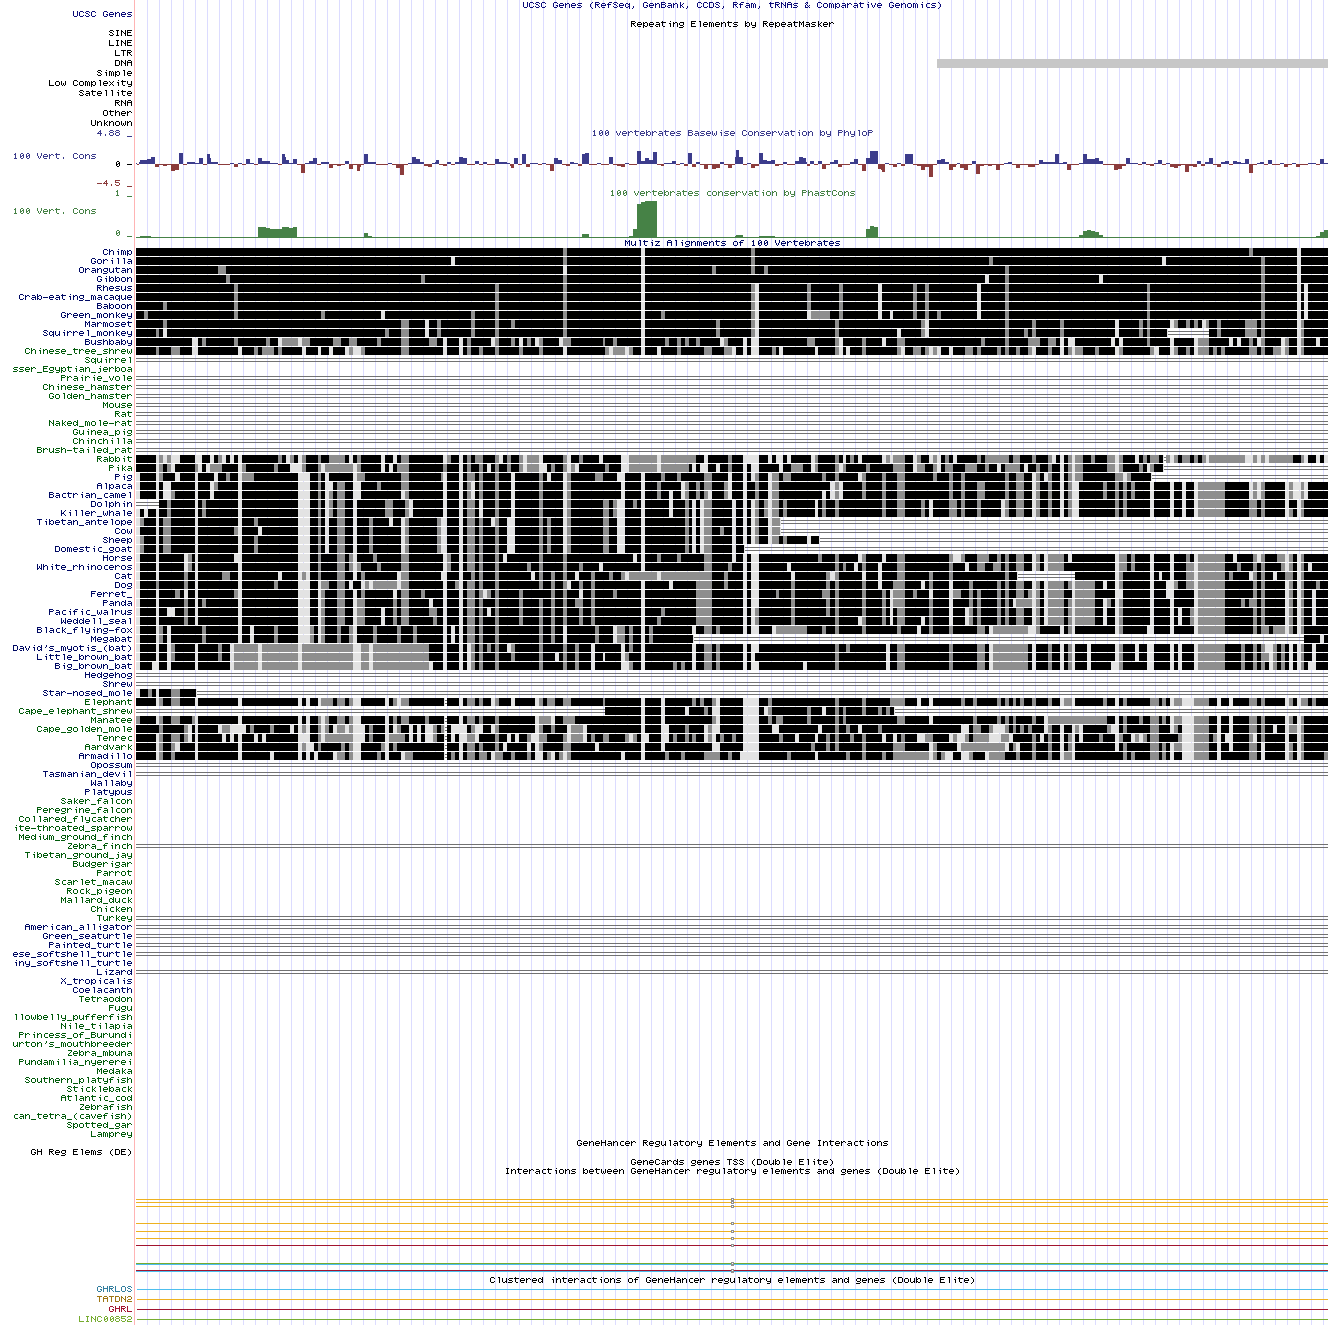 UCSC Genes (RefSeq, GenBank, CCDS, Rfam, tRNAs & Comparative Genomics)
UCSC Genes
Repeating Elements by RepeatMasker
SINE
LINE
LTR
DNA
Simple
Low Complexity
Satellite
RNA
Other
Unknown
4.88 _
100 vertebrates Basewise Conservation by PhyloP
100 Vert. Cons
0 _
-4.5 _
1 _
100 vertebrates conservation by PhastCons
100 Vert. Cons
0 _
Multiz Alignments of 100 Vertebrates
Chimp
Gorilla
Orangutan
Gibbon
Rhesus
Crab-eating_macaque
Baboon
Green_monkey
Marmoset
Squirrel_monkey
Bushbaby
Chinese_tree_shrew
Squirrel
sser_Egyptian_jerboa
Prairie_vole
Chinese_hamster
Golden_hamster
Mouse
Rat
Naked_mole-rat
Guinea_pig
Chinchilla
Brush-tailed_rat
Rabbit
Pika
Pig
Alpaca
Bactrian_camel
Dolphin
Killer_whale
Tibetan_antelope
Cow
Sheep
Domestic_goat
Horse
White_rhinoceros
Cat
Dog
Ferret_
Panda
Pacific_walrus
Weddell_seal
Black_flying-fox
Megabat
David's_myotis_(bat)
Little_brown_bat
Big_brown_bat
Hedgehog
Shrew
Star-nosed_mole
Elephant
Cape_elephant_shrew
Manatee
Cape_golden_mole
Tenrec
Aardvark
Armadillo
Opossum
Tasmanian_devil
Wallaby
Platypus
Saker_falcon
Peregrine_falcon
Collared_flycatcher
ite-throated_sparrow
Medium_ground_finch
Zebra_finch
Tibetan_ground_jay
Budgerigar
Parrot
Scarlet_macaw
Rock_pigeon
Mallard_duck
Chicken
Turkey
American_alligator
Green_seaturtle
Painted_turtle
ese_softshell_turtle
iny_softshell_turtle
Lizard
X_tropicalis
Coelacanth
Tetraodon
Fugu
llowbelly_pufferfish
Nile_tilapia
Princess_of_Burundi
urton's_mouthbreeder
Zebra_mbuna
Pundamilia_nyererei
Medaka
Southern_platyfish
Stickleback
Atlantic_cod
Zebrafish
can_tetra_(cavefish)
Spotted_gar
Lamprey
GeneHancer Regulatory Elements and Gene Interactions
GH Reg Elems (DE)
GeneCards genes TSS (Double Elite)
Interactions between GeneHancer regulatory elements and genes (Double Elite)
Clustered interactions of GeneHancer regulatory elements and genes (Double Elite)
GHRLOS
TATDN2
GHRL
LINC00852